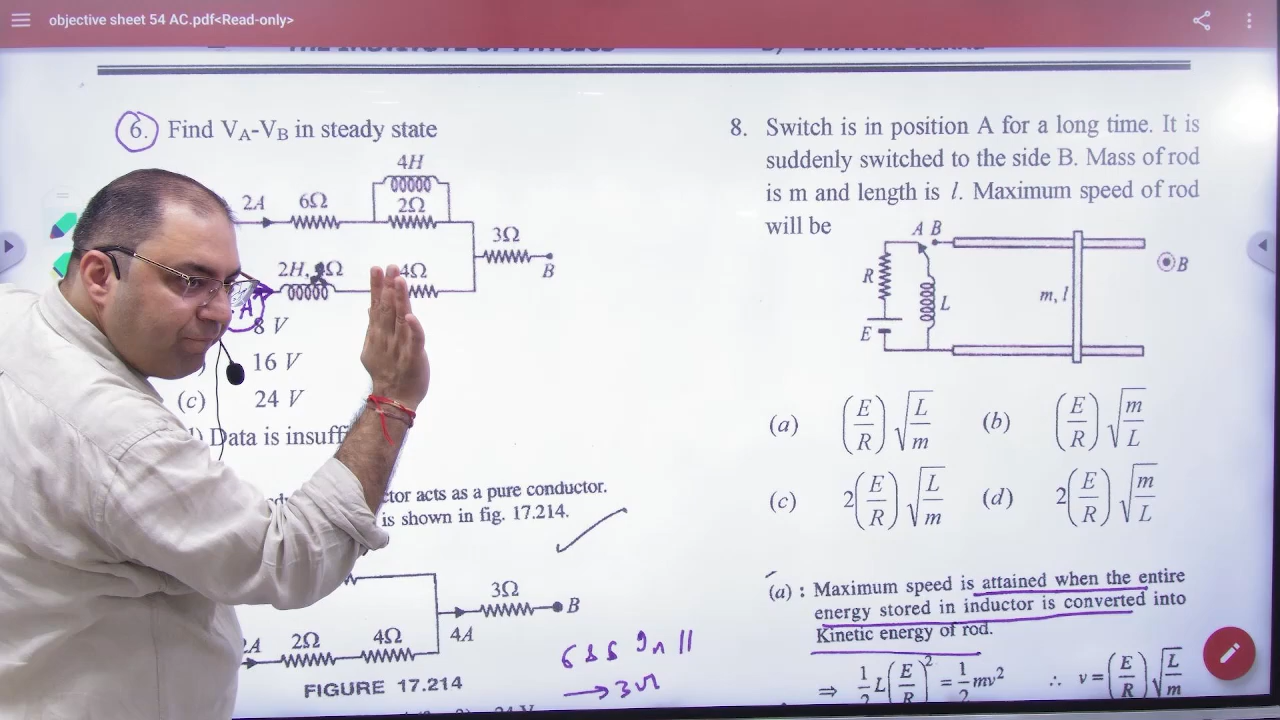 objective sheet 54 AC.pdf<Read-only>
6. Find V_A-V_B in steady state
4H
2A 6Ω 2Ω
3Ω
B
2H, Ω 4Ω
A
8 V
16 V
(c) 24 V
Data is insuff
tor acts as a pure conductor.
is shown in fig. 17.214.
3Ω
B
4A
2A 2Ω 4Ω
FIGURE 17.214
6 & 6 In ||
→ 3Ω
8. Switch is in position A for a long time. It is
suddenly switched to the side B. Mass of rod
is m and length is l. Maximum speed of rod
will be
A B
B
R
L
m, l
E
(a) (E/R) √(L/m) (b) (E/R) √(m/L)
(c) 2(E/R) √(L/m) (d) 2(E/R) √(m/L)
(a) : Maximum speed is attained when the entire
energy stored in inductor is converted into
Kinetic energy of rod.
⇒ 1/2 L(E/R)² = 1/2 mv² ∴ v = (E/R) √(L/m)